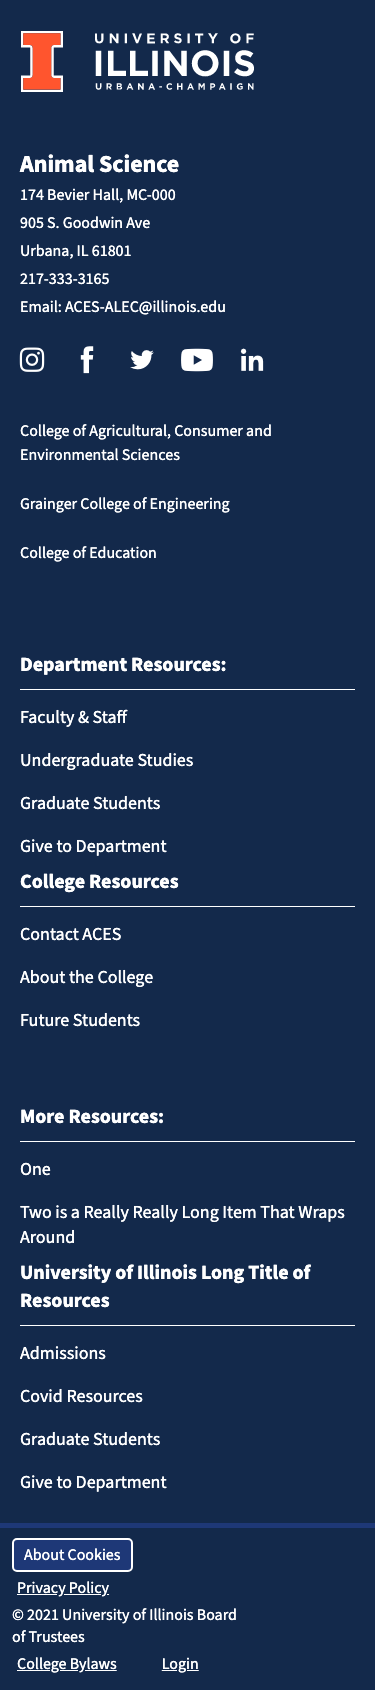 UNIVERSITY OF
ILLINOIS
URBANA-CHAMPAIGN
Animal Science
174 Bevier Hall, MC-000
905 S. Goodwin Ave
Urbana, IL 61801
217-333-3165
Email: ACES-ALEC@illinois.edu
College of Agricultural, Consumer and
Environmental Sciences
Grainger College of Engineering
College of Education
Department Resources:
Faculty & Staff
Undergraduate Studies
Graduate Students
Give to Department
College Resources
Contact ACES
About the College
Future Students
More Resources:
One
Two is a Really Really Long Item That Wraps
Around
University of Illinois Long Title of
Resources
Admissions
Covid Resources
Graduate Students
Give to Department
About Cookies
Privacy Policy
© 2021 University of Illinois Board
of Trustees
College Bylaws Login